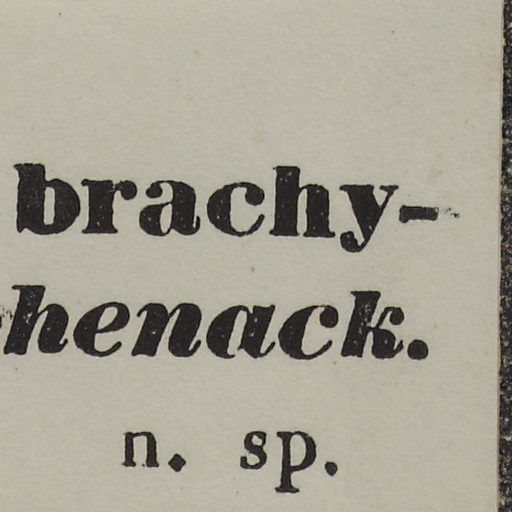 brachy-
henack.
n. sp.